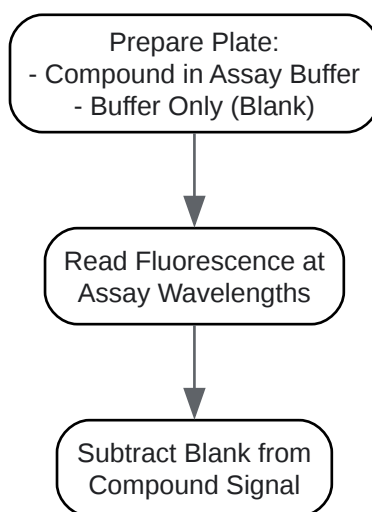 Prepare Plate:
- Compound in Assay Buffer
- Buffer Only (Blank)
Read Fluorescence at
Assay Wavelengths
Subtract Blank from
Compound Signal